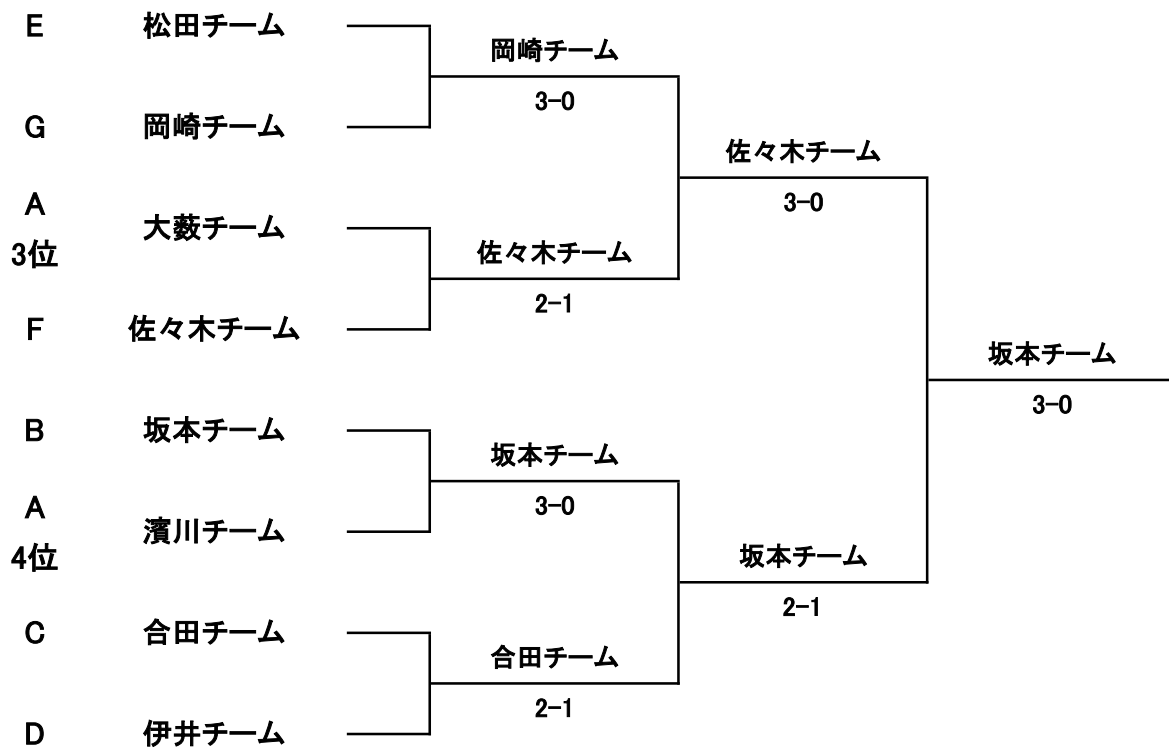 E 松田チーム
岡崎チーム
3-0
G 岡崎チーム
佐々木チーム
3-0
A
3位
大薮チーム
佐々木チーム
2-1
F 佐々木チーム
坂本チーム
3-0
B 坂本チーム
坂本チーム
3-0
A
4位
濱川チーム
坂本チーム
2-1
C 合田チーム
合田チーム
2-1
D 伊井チーム